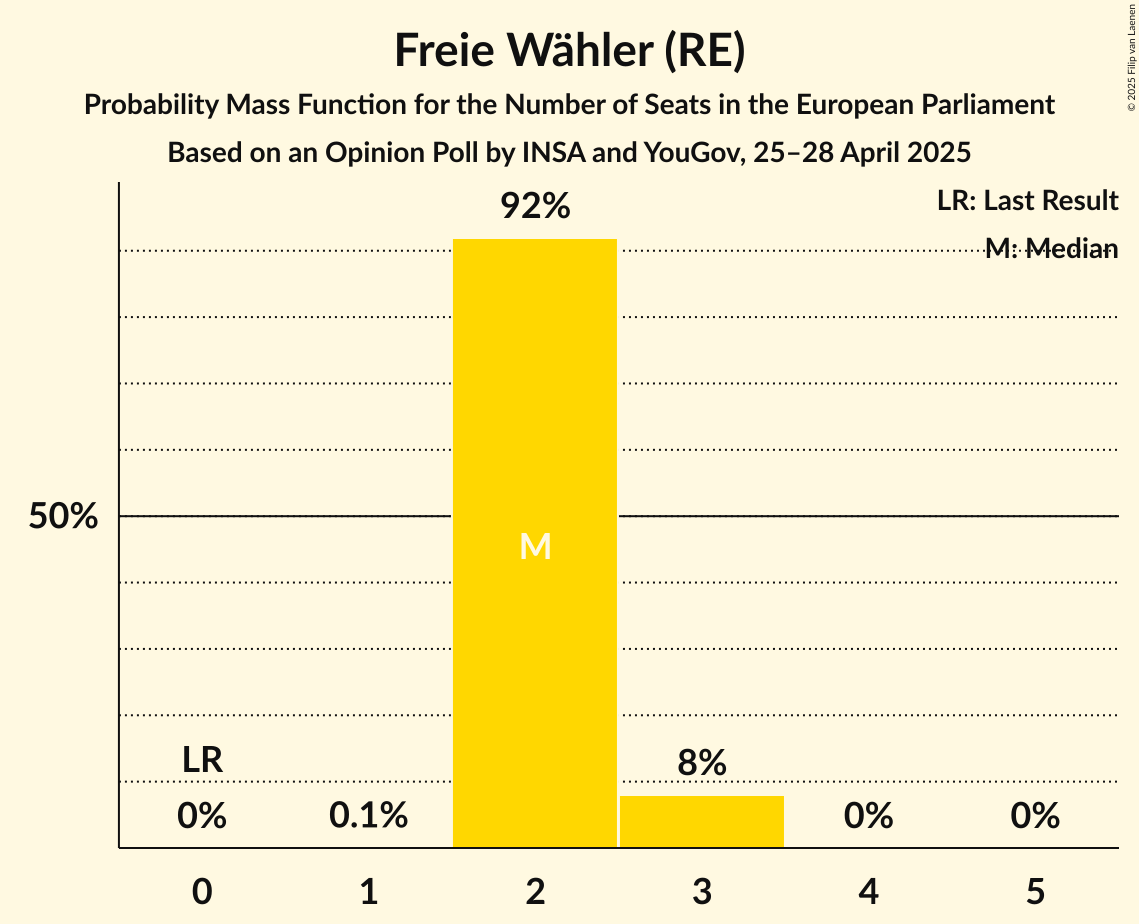 Freie Wähler (RE)
Probability Mass Function for the Number of Seats in the European Parliament
Based on an Opinion Poll by INSA and YouGov, 25–28 April 2025
© 2025 Filip van Laenen
LR: Last Result
M: Median
92%
50%
M
LR
8%
0%
0.1%
0%
0%
0
1
2
3
4
5